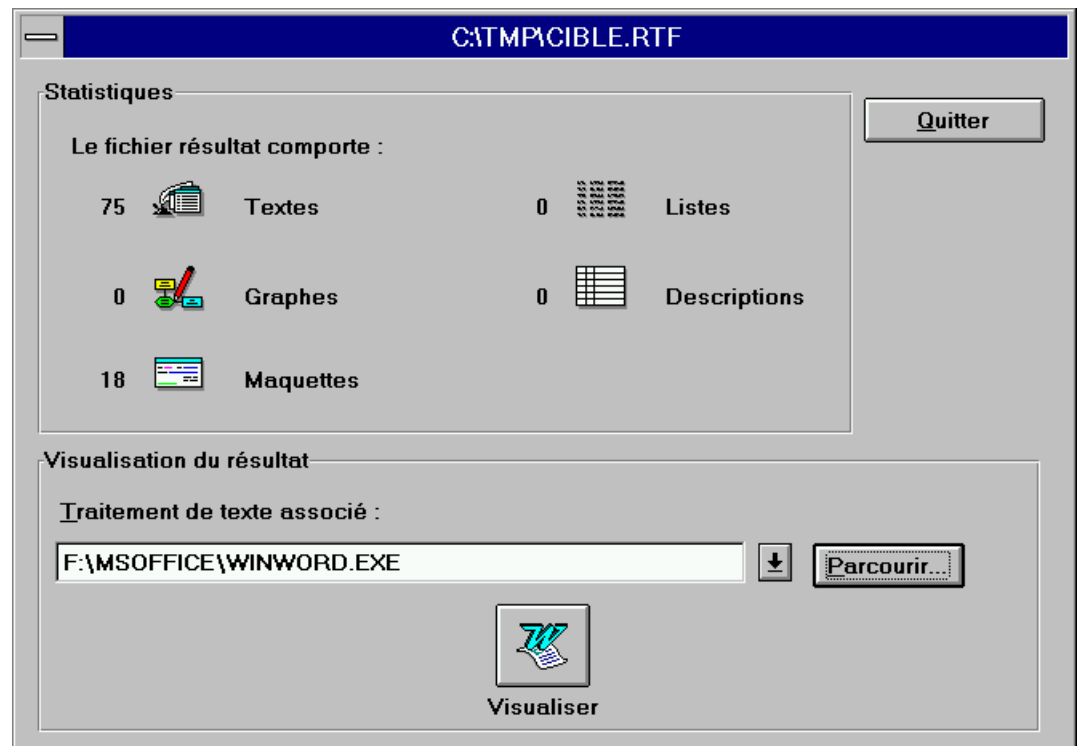 C:\TMP\CIBLE.RTF
Statistiques
Quitter
Le fichier résultat comporte :
75 Textes 0 Listes
0 Graphes 0 Descriptions
18 Maquettes
Visualisation du résultat
Traitement de texte associé :
F:\MSOFFICE\WINWORD.EXE Parcourir...
Visualiser